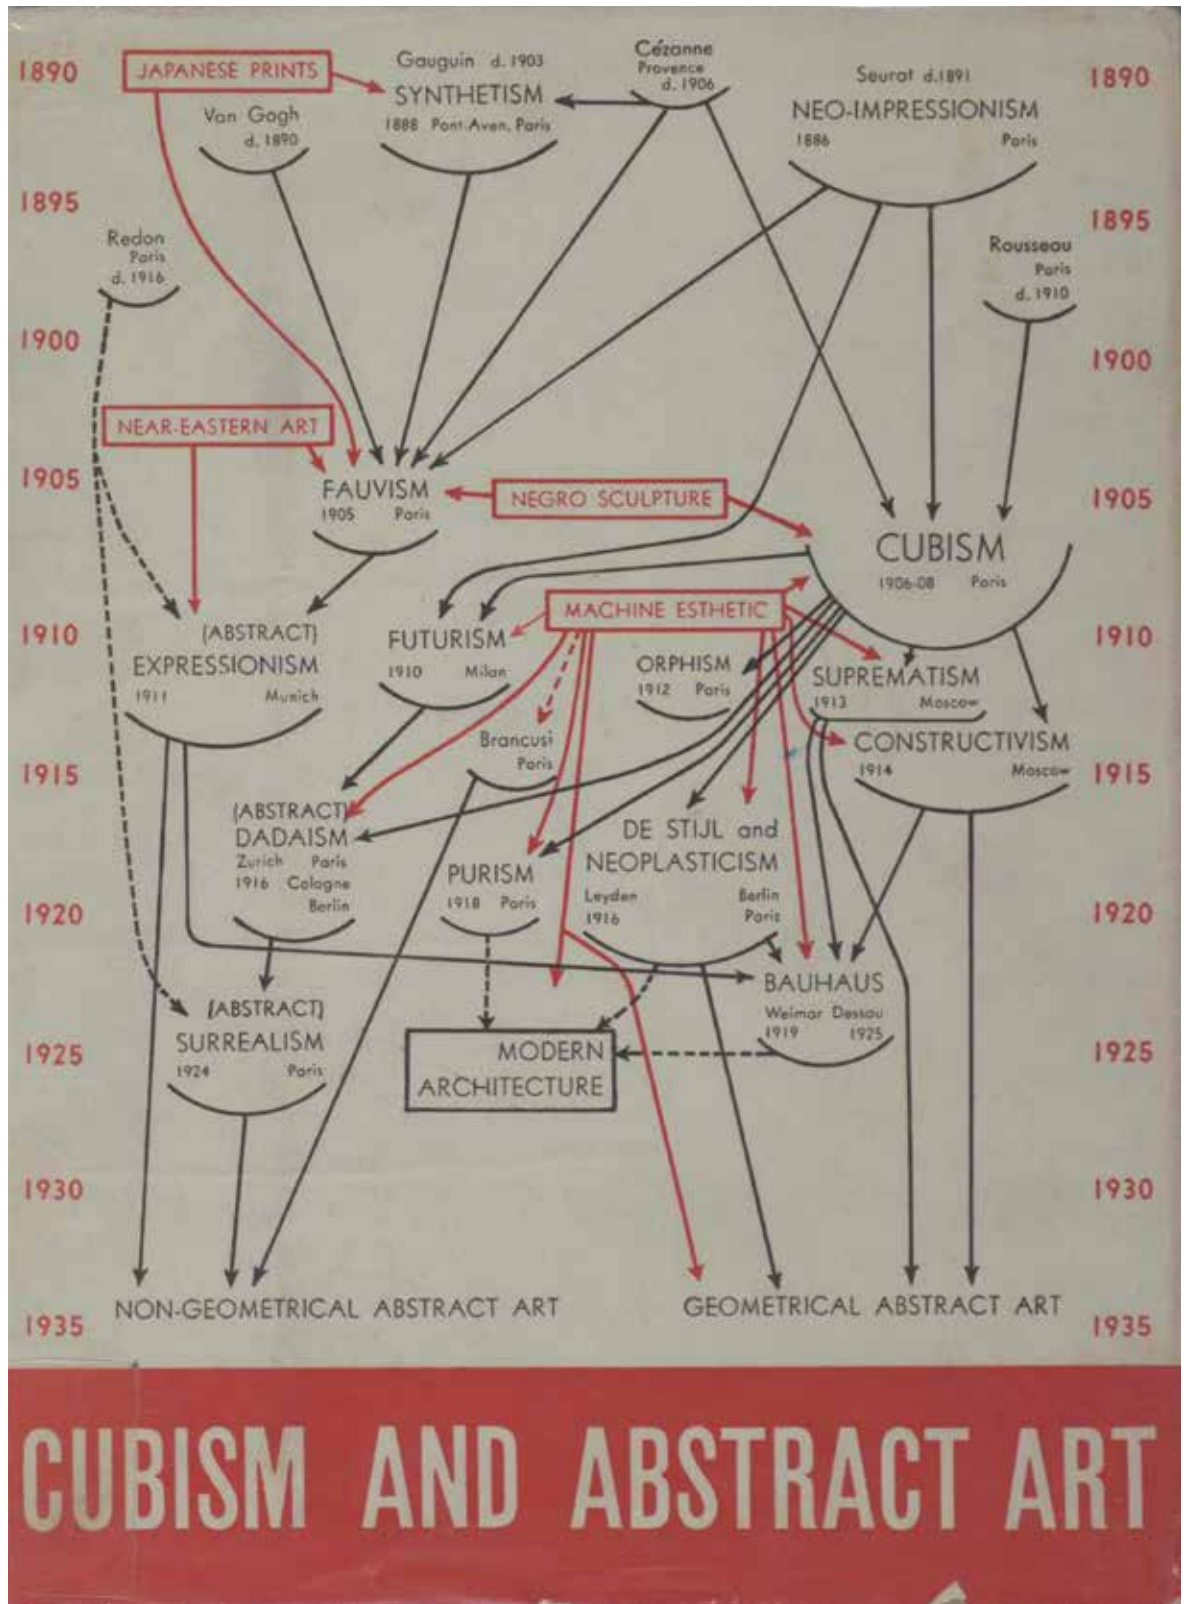 1890
JAPANESE PRINTS
Gauguin d. 1903
SYNTHETISM
1888 Pont-Aven, Paris
Cézanne
Provence
d. 1906
Seurat d.1891
NEO-IMPRESSIONISM
1886 Paris
1890
Van Gogh
d. 1890
1895
1895
Redon
Paris
d. 1916
Rousseau
Paris
d. 1910
1900
1900
NEAR-EASTERN ART
1905
FAUVISM
1905 Paris
NEGRO SCULPTURE
1905
CUBISM
1906-08 Paris
1910
(ABSTRACT)
EXPRESSIONISM
1911 Munich
FUTURISM
1910 Milan
MACHINE ESTHETIC
ORPHISM
1912 Paris
SUPREMATISM
1913 Moscow
1910
Brancusi
Paris
CONSTRUCTIVISM
1914 Moscow
1915
1915
(ABSTRACT)
DADAISM
Zurich Paris
1916 Cologne
Berlin
PURISM
1918 Paris
DE STIJL and
NEOPLASTICISM
Leyden Berlin
1916 Paris
1920
1920
BAUHAUS
Weimar Dessau
1919 1925
(ABSTRACT)
SURREALISM
1924 Paris
MODERN
ARCHITECTURE
1925
1925
1930
1930
NON-GEOMETRICAL ABSTRACT ART
GEOMETRICAL ABSTRACT ART
1935
1935
CUBISM AND ABSTRACT ART